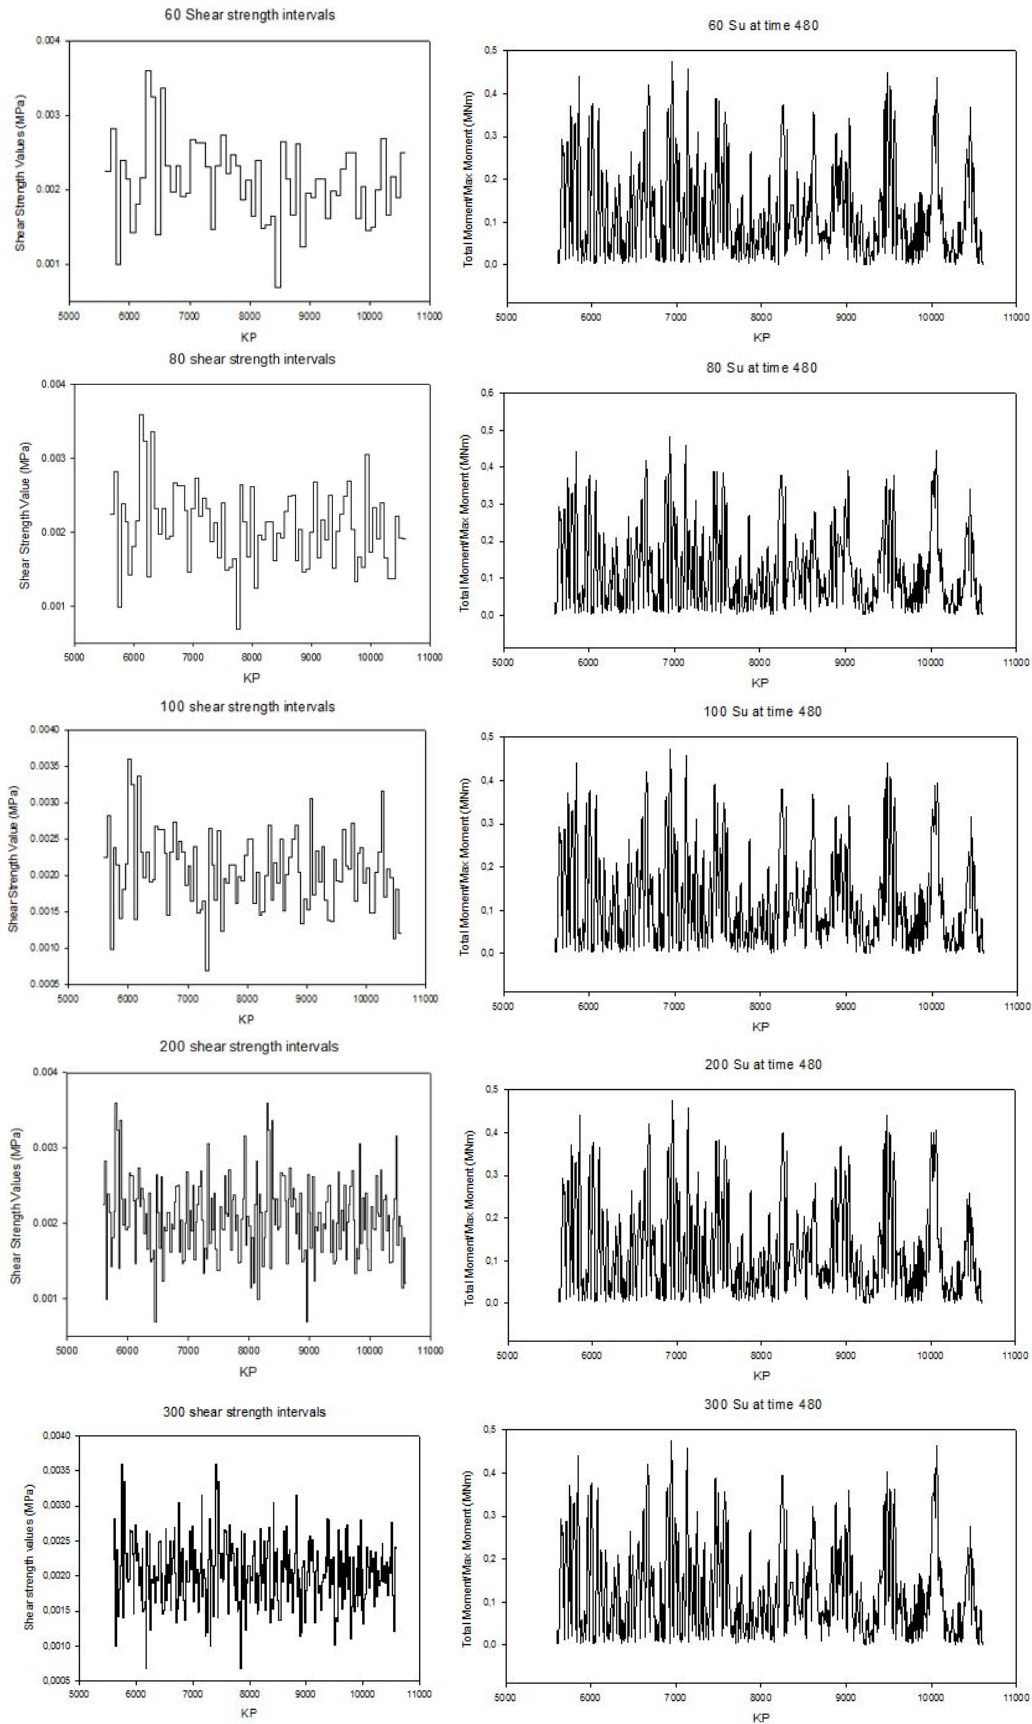 60 Shear strength intervals
0.004
0.003
0.002
0.001
Shear Strength Values (MPa)
5000 6000 7000 8000 9000 10000 11000
KP
60 Su at time 480
0,5
0,4
0,3
0,2
0,1
0,0
Total Moment/Max Moment (MNm)
5000 6000 7000 8000 9000 10000 11000
KP
80 shear strength intervals
0.004
0.003
0.002
0.001
Shear Strength Value (MPa)
5000 6000 7000 8000 9000 10000 11000
KP
80 Su at time 480
0,6
0,5
0,4
0,3
0,2
0,1
0,0
Total Moment/Max Moment (MNm)
5000 6000 7000 8000 9000 10000 11000
KP
100 shear strength intervals
0.0040
0.0035
0.0030
0.0025
0.0020
0.0015
0.0010
0.0005
Shear Strength Value (MPa)
5000 6000 7000 8000 9000 10000 11000
KP
100 Su at time 480
0,5
0,4
0,3
0,2
0,1
0,0
Total Moment/Max Moment (MNm)
5000 6000 7000 8000 9000 10000 11000
KP
200 shear strength intervals
0.004
0.003
0.002
0.001
Shear Strength Values (MPa)
5000 6000 7000 8000 9000 10000 11000
KP
200 Su at time 480
0,5
0,4
0,3
0,2
0,1
0,0
Total Moment/Max Moment (MNm)
5000 6000 7000 8000 9000 10000 11000
KP
300 shear strength intervals
0,0040
0,0035
0,0030
0,0025
0,0020
0,0015
0,0010
0,0005
Shear strength values (MPa)
5000 6000 7000 8000 9000 10000 11000
KP
300 Su at time 480
0,5
0,4
0,3
0,2
0,1
0,0
Total Moment/Max Moment (MNm)
5000 6000 7000 8000 9000 10000 11000
KP